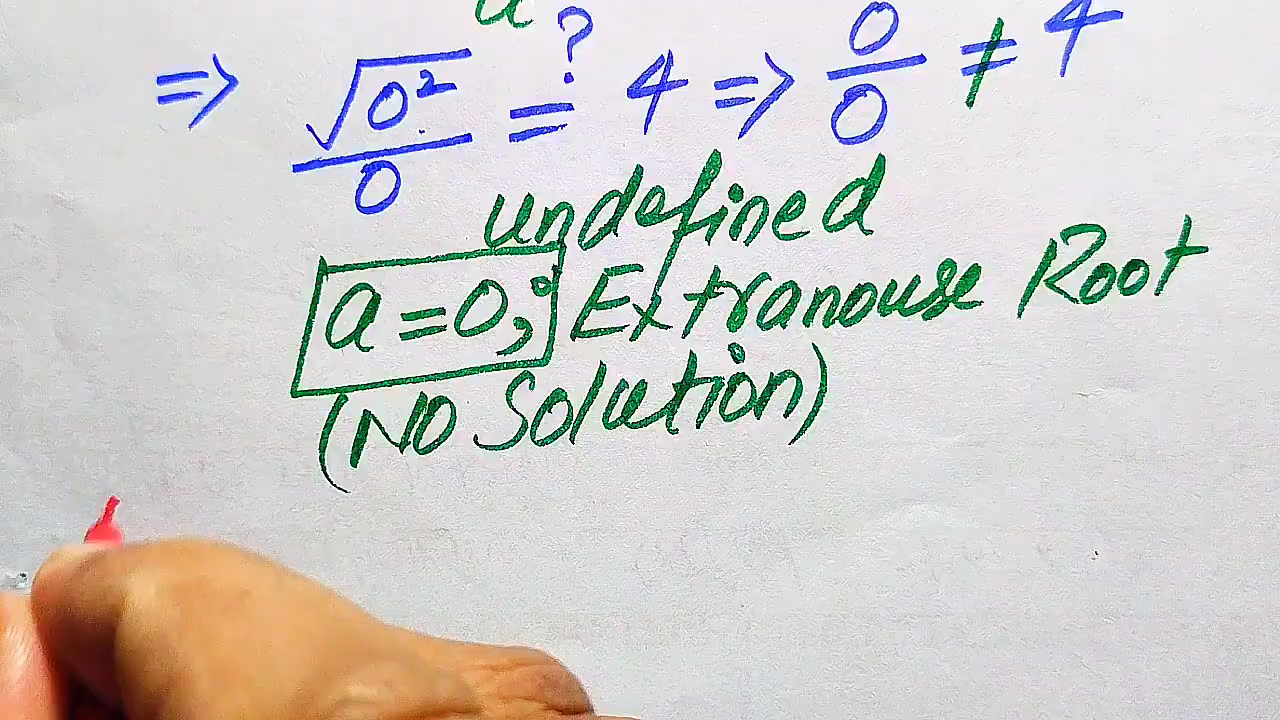 a
=> √0²/0 =? 4 => 0/0 ≠ 4
undefined
a=0; Extranouse Root
(NO Solution)